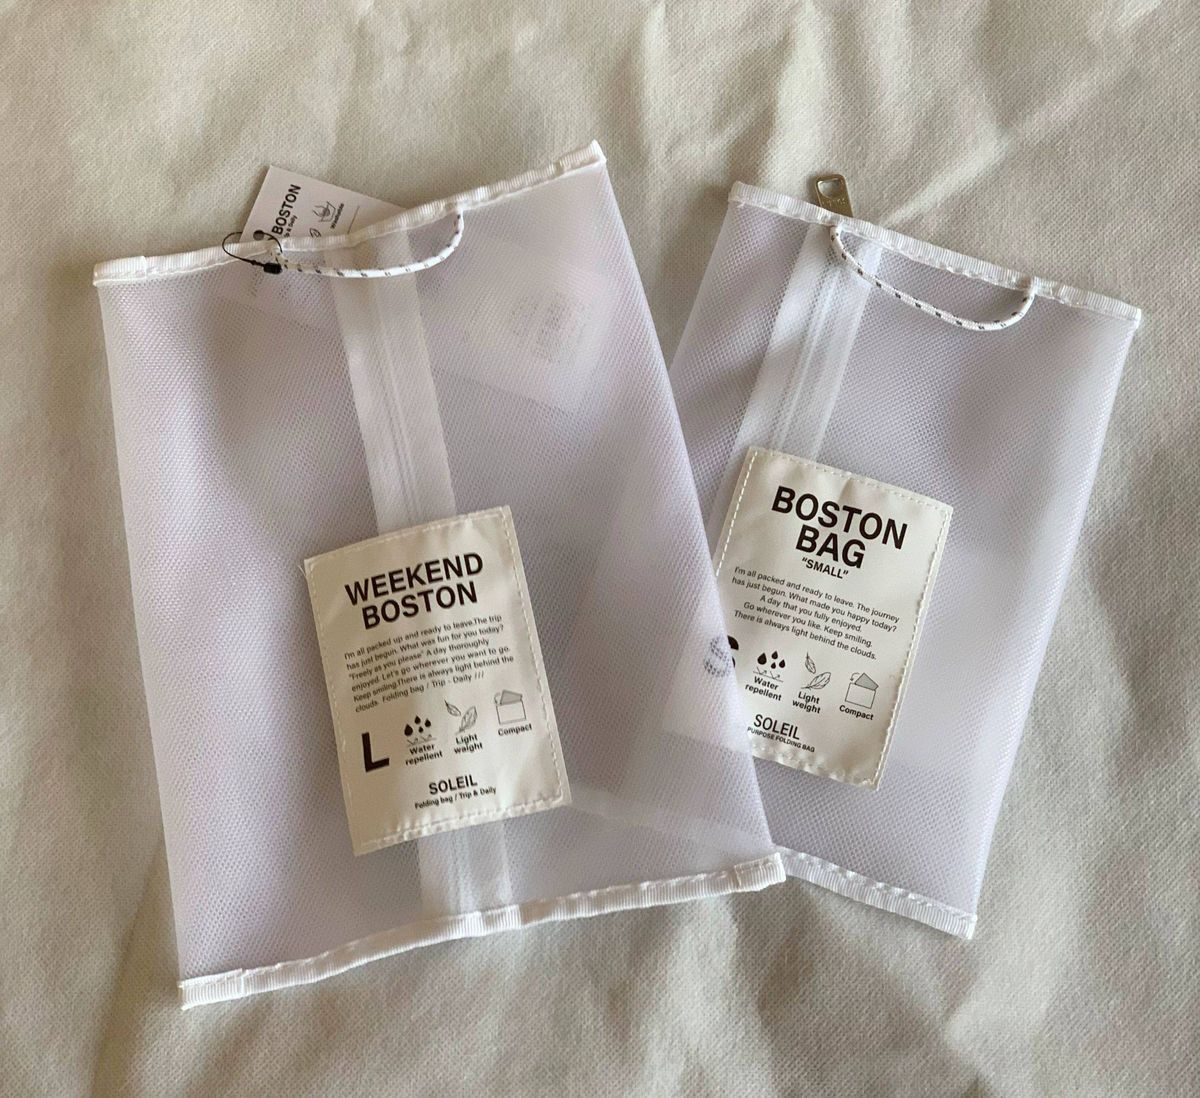 BOSTON
Washable
WEEKEND
BOSTON
I'm all packed up and ready to leave.The trip
has just begun. What was fun for you today?
"Freely as you please" A day thoroughly
enjoyed. Let's go wherever you want to go.
Keep smiling.There is always light behind the
clouds. Folding bag / Trip - Daily ///
L
Water
repellent
Light
waight
Compact
SOLEIL
Folding bag / Trip & Daily
BOSTON
BAG
"SMALL"
I'm all packed and ready to leave. The journey
has just begun. What made you happy today?
A day that you fully enjoyed.
Go wherever you like. Keep smiling.
There is always light behind the clouds.
S
Water
repellent
Light
weight
Compact
SOLEIL
PURPOSE FOLDING BAG